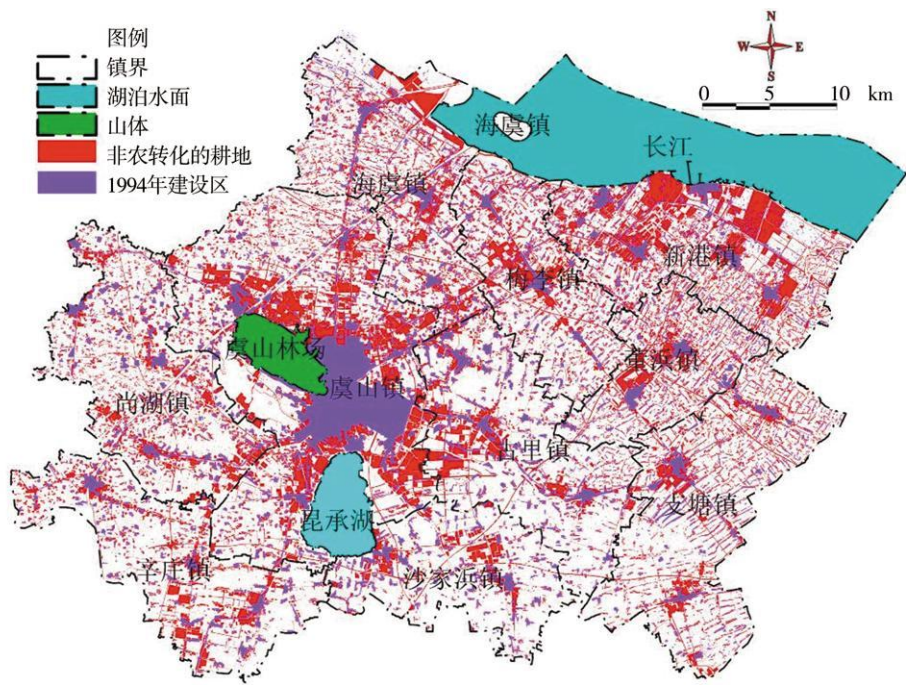 图例
镇界
湖泊水面
山体
非农转化的耕地
1994年建设区
N
W E
S
0 5 10 km
海虞镇
长江
海虞镇
梅李镇
新港镇
虞山林场
董浜镇
虞山镇
尚湖镇
古里镇
支塘镇
昆承湖
辛庄镇
沙家浜镇